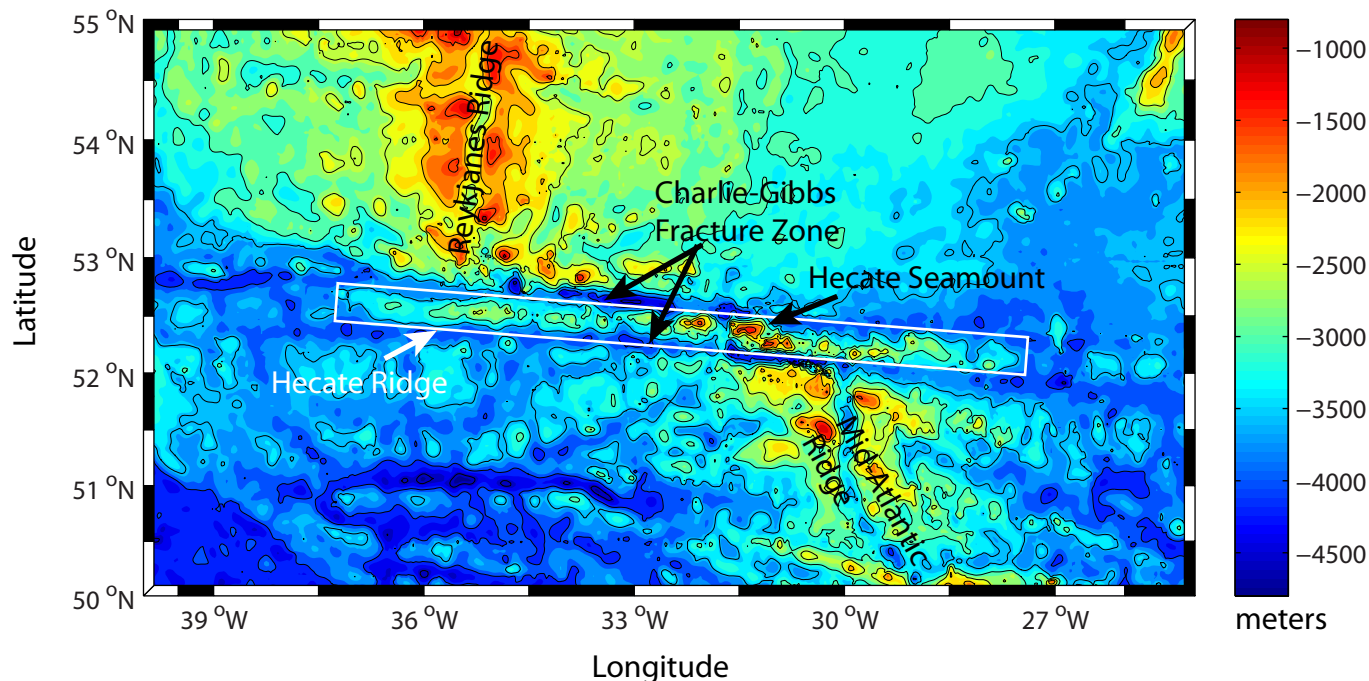 55 °N
54 °N
53 °N
52 °N
51 °N
50 °N
Latitude
39 °W
36 °W
33 °W
30 °W
27 °W
Longitude
Reykjanes Ridge
Charlie-Gibbs
Fracture Zone
Hecate Seamount
Hecate Ridge
Mid-Atlantic
Ridge
−1000
−1500
−2000
−2500
−3000
−3500
−4000
−4500
meters